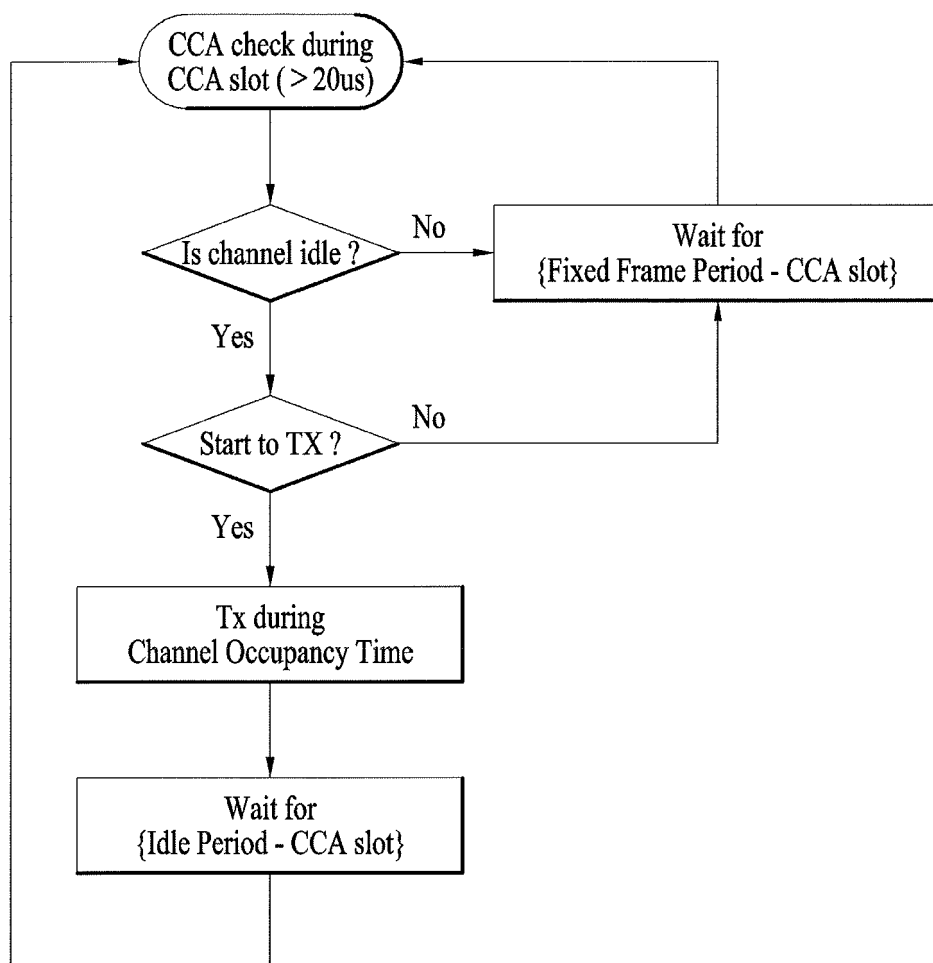 CCA check during
CCA slot ( > 20us)
Is channel idle ?
No
Wait for
{Fixed Frame Period - CCA slot}
Yes
Start to TX ?
No
Yes
Tx during
Channel Occupancy Time
Wait for
{Idle Period - CCA slot}